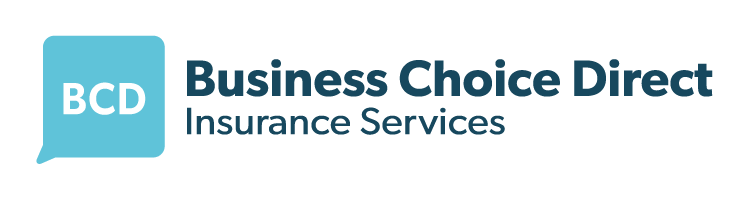 BCD
Business Choice Direct
Insurance Services